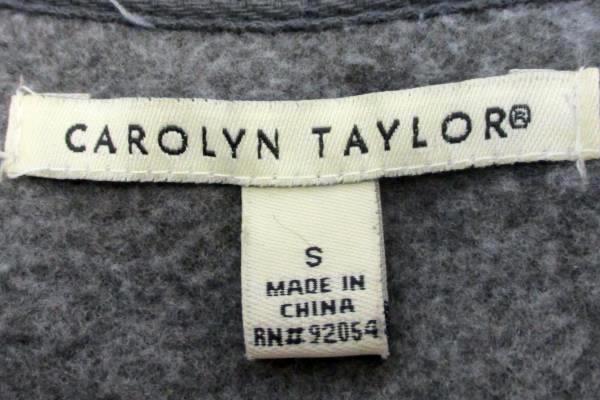 CAROLYN TAYLOR®
S
MADE IN
CHINA
RN#92054